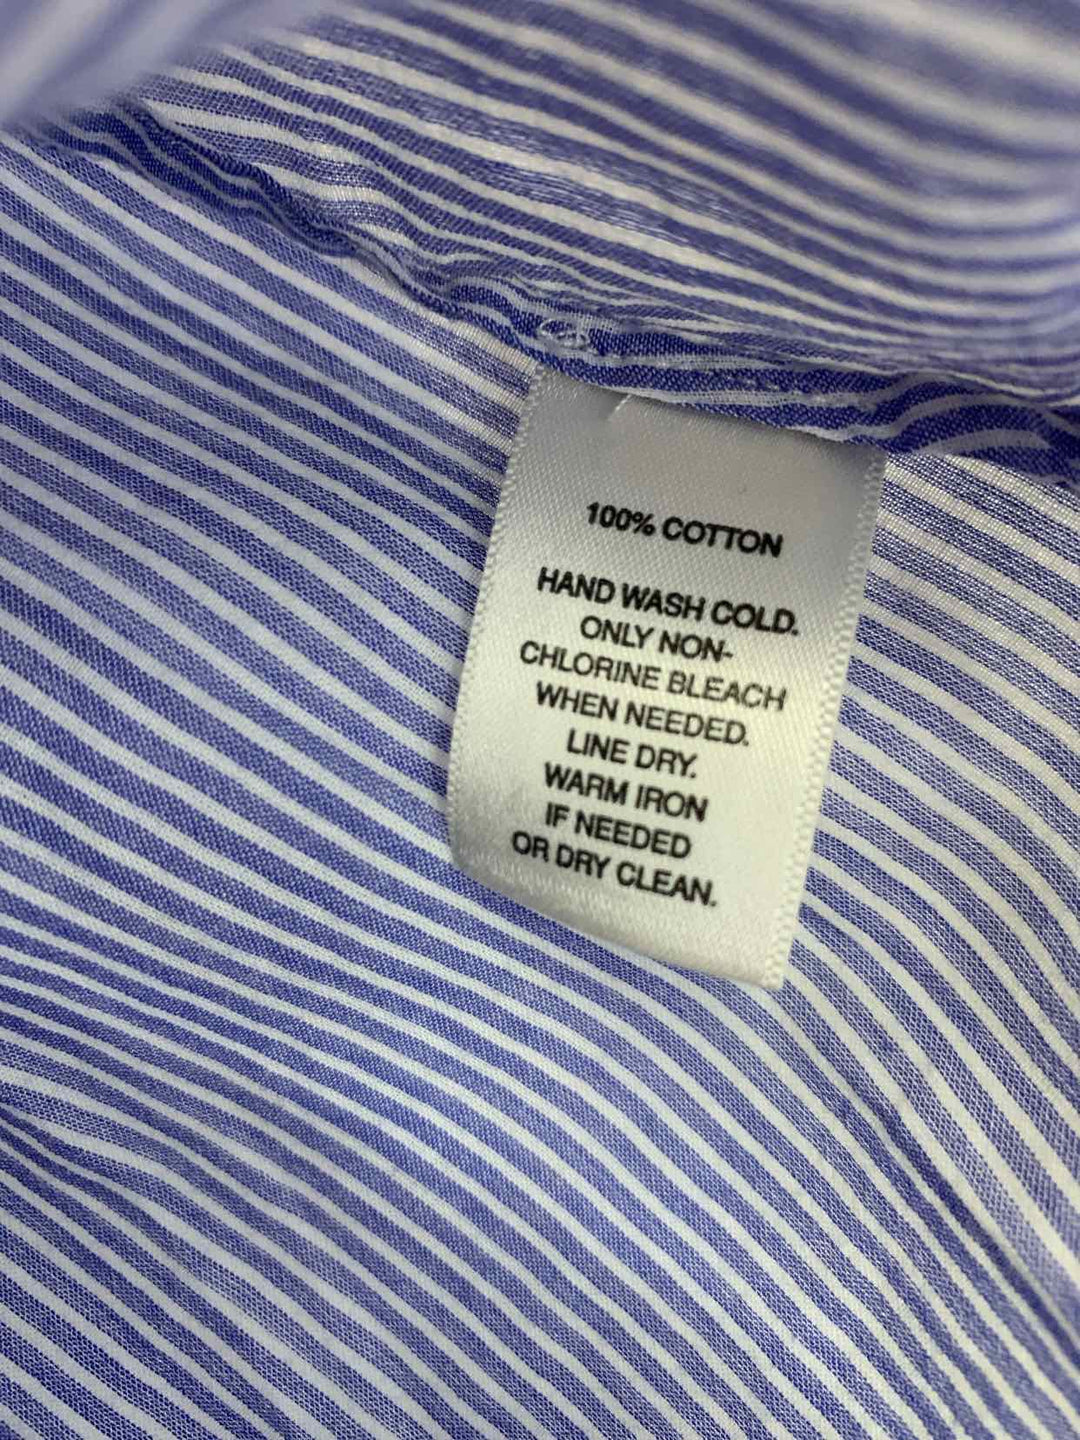 100% COTTON
HAND WASH COLD.
ONLY NON-
CHLORINE BLEACH
WHEN NEEDED.
LINE DRY.
WARM IRON
IF NEEDED
OR DRY CLEAN.